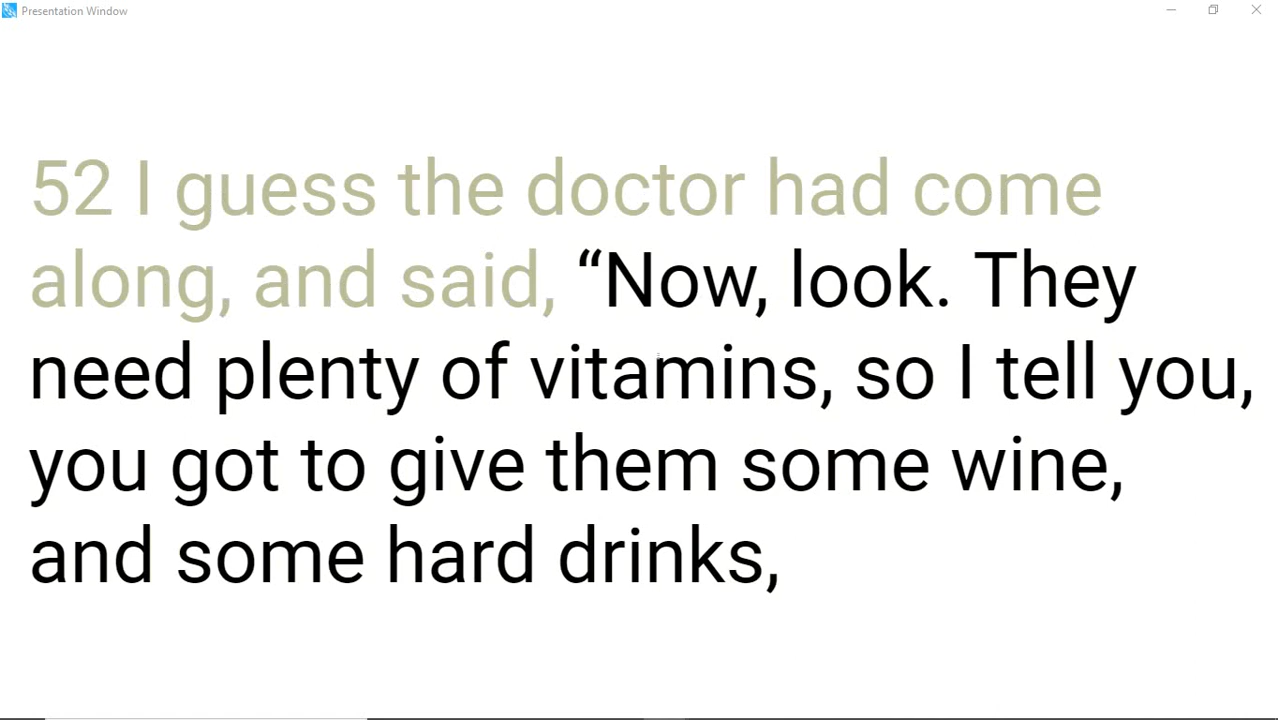 Presentation Window
52 I guess the doctor had come
along, and said, “Now, look. They
need plenty of vitamins, so I tell you,
you got to give them some wine,
and some hard drinks,